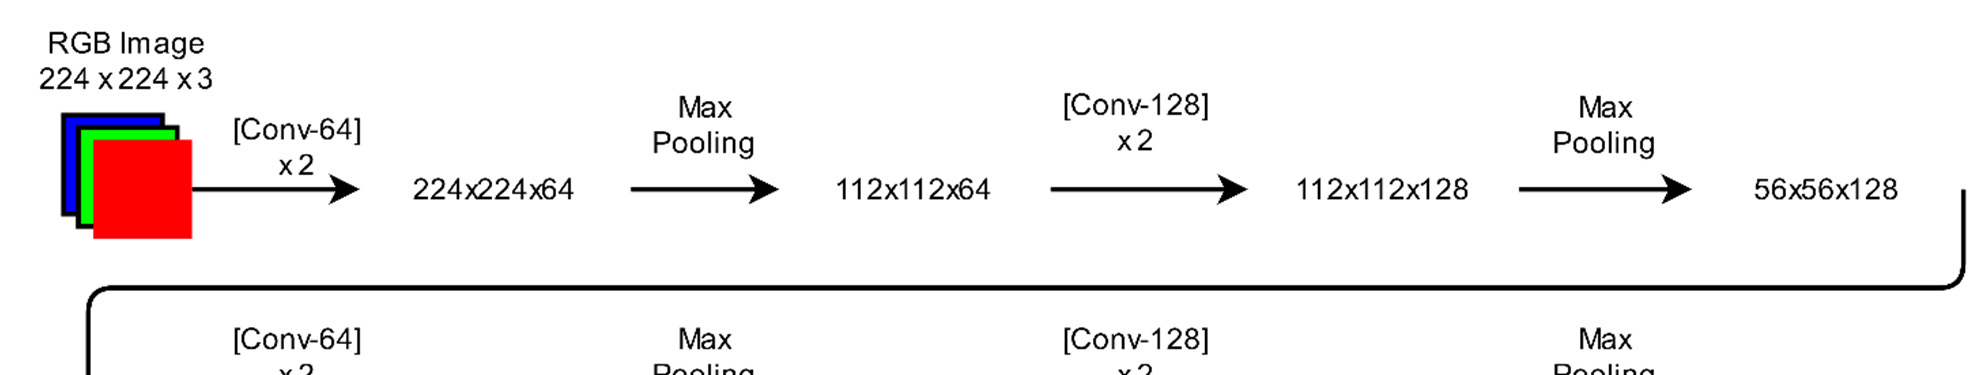 RGB Image
224 x 224 x 3
[Conv-64]
x 2
224x224x64
Max
Pooling
112x112x64
[Conv-128]
x 2
112x112x128
Max
Pooling
56x56x128
[Conv-64]
x 2
Max
Pooling
[Conv-128]
x 2
Max
Pooling